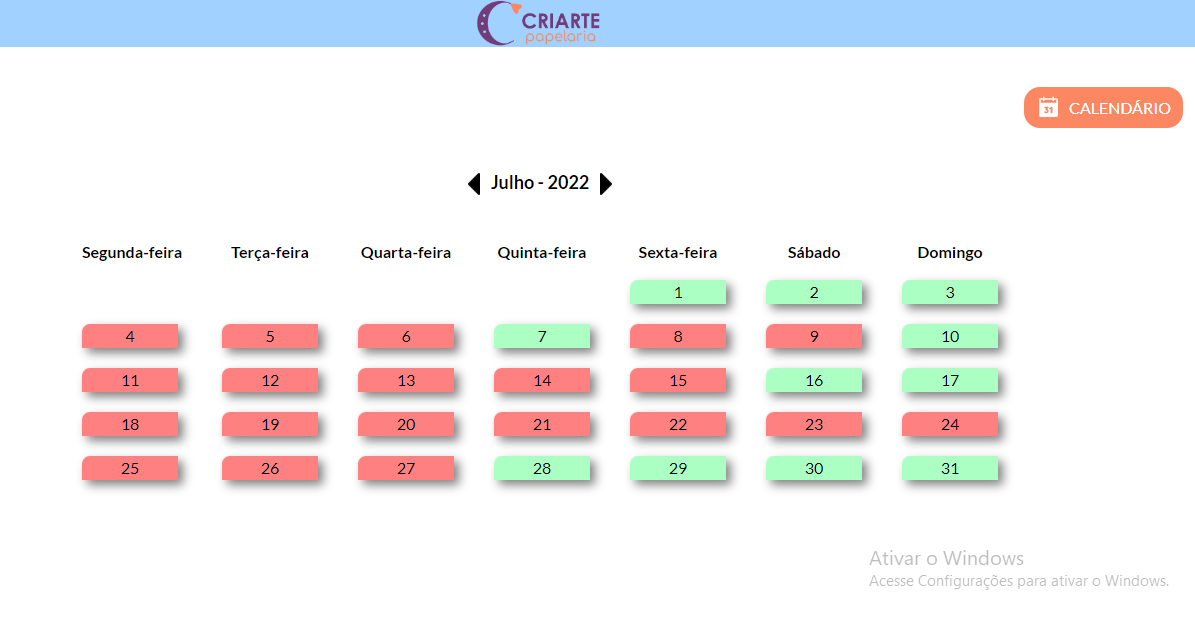 CRIARTE
papelaria
31 CALENDÁRIO
Julho - 2022
Segunda-feira Terça-feira Quarta-feira Quinta-feira Sexta-feira Sábado Domingo
1 2 3
4 5 6 7 8 9 10
11 12 13 14 15 16 17
18 19 20 21 22 23 24
25 26 27 28 29 30 31
Ativar o Windows
Acesse Configurações para ativar o Windows.